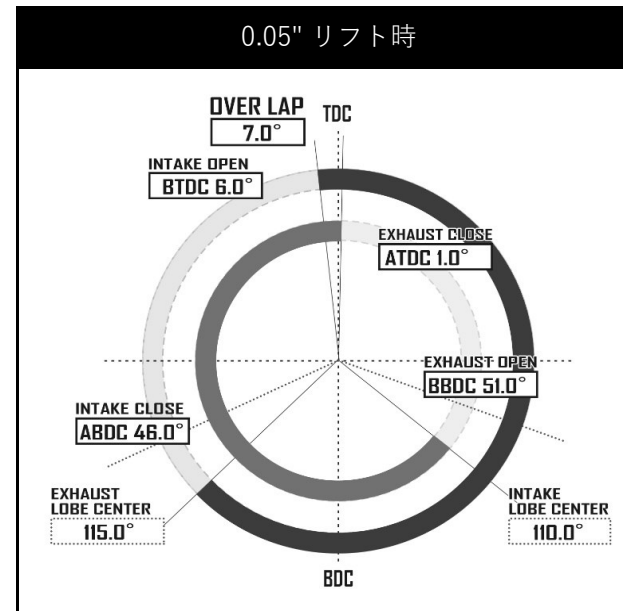 0.05" リフト時
OVER LAP
7.0°
TDC
INTAKE OPEN
BTDC 6.0°
EXHAUST CLOSE
ATDC 1.0°
EXHAUST OPEN
BBDC 51.0°
INTAKE CLOSE
ABDC 46.0°
EXHAUST
LOBE CENTER
115.0°
INTAKE
LOBE CENTER
110.0°
BDC